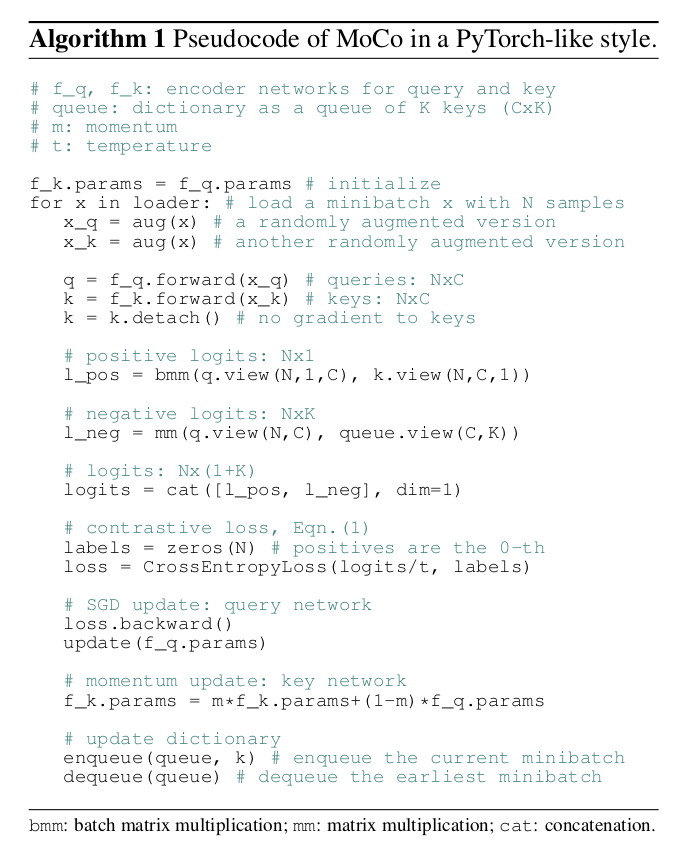 Algorithm 1 Pseudocode of MoCo in a PyTorch-like style.
# f_q, f_k: encoder networks for query and key
# queue: dictionary as a queue of K keys (CxK)
# m: momentum
# t: temperature
f_k.params = f_q.params # initialize
for x in loader: # load a minibatch x with N samples
x_q = aug(x) # a randomly augmented version
x_k = aug(x) # another randomly augmented version
q = f_q.forward(x_q) # queries: NxC
k = f_k.forward(x_k) # keys: NxC
k = k.detach() # no gradient to keys
# positive logits: Nx1
l_pos = bmm(q.view(N,1,C), k.view(N,C,1))
# negative logits: NxK
l_neg = mm(q.view(N,C), queue.view(C,K))
# logits: Nx(1+K)
logits = cat([l_pos, l_neg], dim=1)
# contrastive loss, Eqn.(1)
labels = zeros(N) # positives are the 0-th
loss = CrossEntropyLoss(logits/t, labels)
# SGD update: query network
loss.backward()
update(f_q.params)
# momentum update: key network
f_k.params = m*f_k.params+(1-m)*f_q.params
# update dictionary
enqueue(queue, k) # enqueue the current minibatch
dequeue(queue) # dequeue the earliest minibatch
bmm: batch matrix multiplication; mm: matrix multiplication; cat: concatenation.